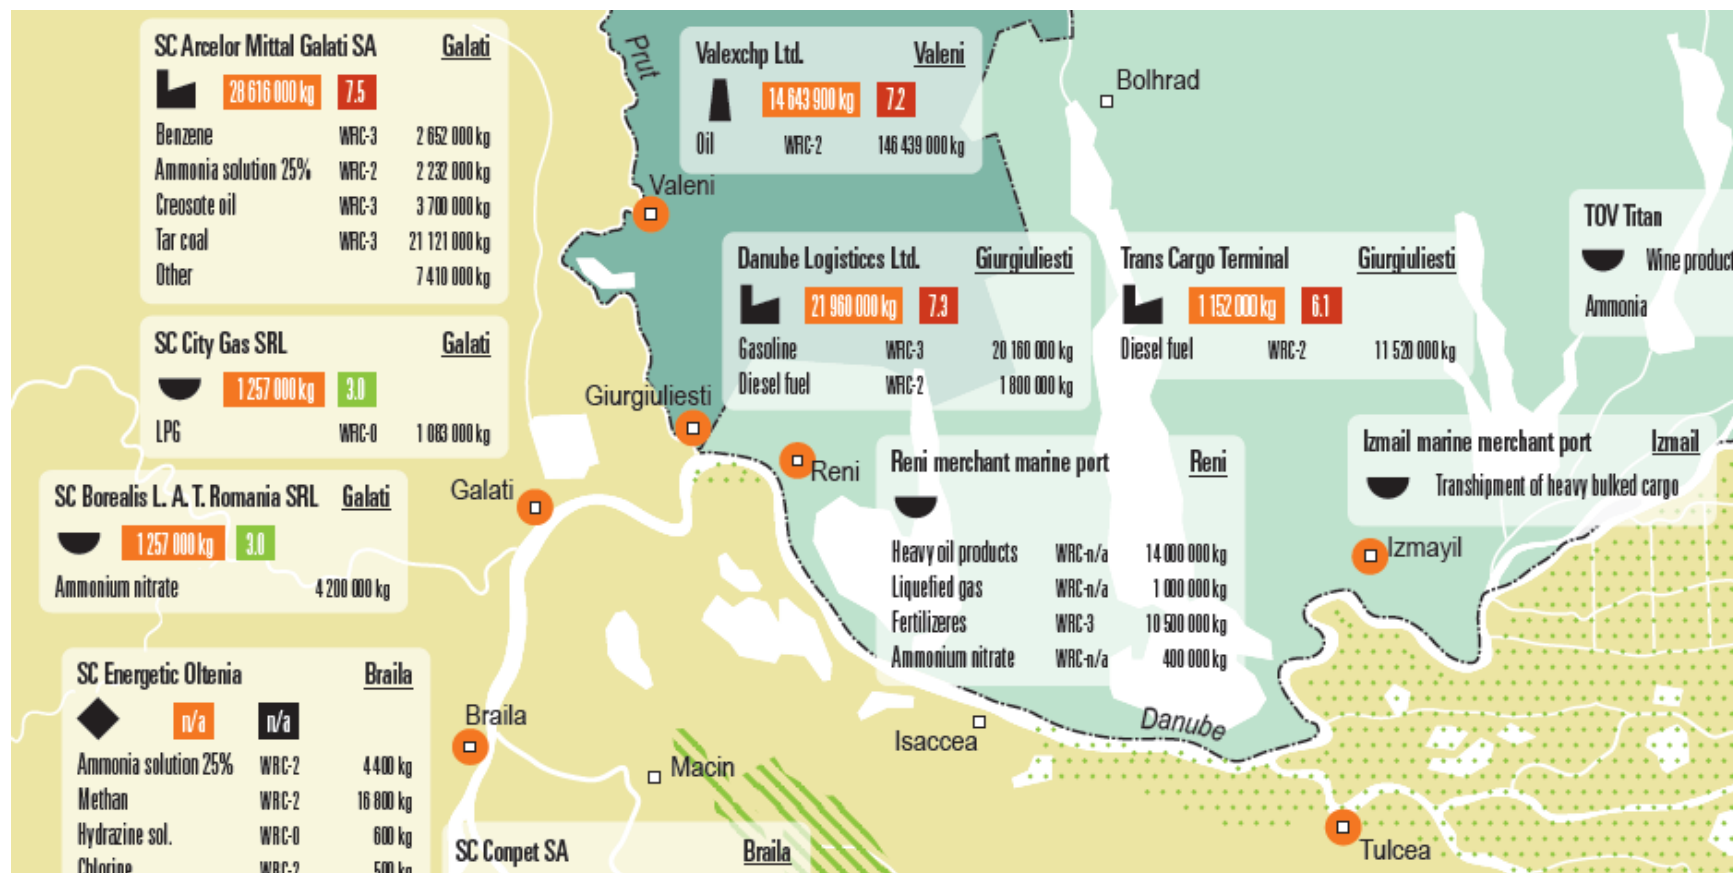 SC Arcelor Mittal Galati SA Galati
28 616 000 kg 7.5
Benzene WRC-3 2 652 000 kg
Ammonia solution 25% WRC-2 2 232 000 kg
Creosote oil WRC-3 3 700 000 kg
Tar coal WRC-3 21 121 000 kg
Other 7 410 000 kg
SC City Gas SRL Galati
1 257 000 kg 3.0
LPG WRC-0 1 083 000 kg
SC Borealis L. A. T. Romania SRL Galati
1 257 000 kg 3.0
Ammonium nitrate 4 200 000 kg
SC Energetic Oltenia Braila
n/a n/a
Ammonia solution 25% WRC-2 4 400 kg
Methan WRC-2 16 800 kg
Hydrazine sol. WRC-0 600 kg
Chlorine WRC-2 500 kg
SC Conpet SA Braila
Prut
Valexchp Ltd. Valeni
14 643 900 kg 7.2
Oil WRC-2 146 439 000 kg
Valeni
Bolhrad
Danube Logisticcs Ltd. Giurgiuliesti
21 960 000 kg 7.3
Gasoline WRC-3 20 160 000 kg
Diesel fuel WRC-2 1 800 000 kg
Trans Cargo Terminal Giurgiuliesti
1 152 000 kg 6.1
Diesel fuel WRC-2 11 520 000 kg
TOV Titan
Wine product
Ammonia
Giurgiuliesti
Reni
Galati
Reni merchant marine port Reni
Heavy oil products WRC-n/a 14 000 000 kg
Liquefied gas WRC-n/a 1 000 000 kg
Fertilizeres WRC-3 10 500 000 kg
Ammonium nitrate WRC-n/a 400 000 kg
Izmail marine merchant port Izmail
Transhipment of heavy bulked cargo
Izmayil
Braila
Macin
Isaccea
Danube
Tulcea